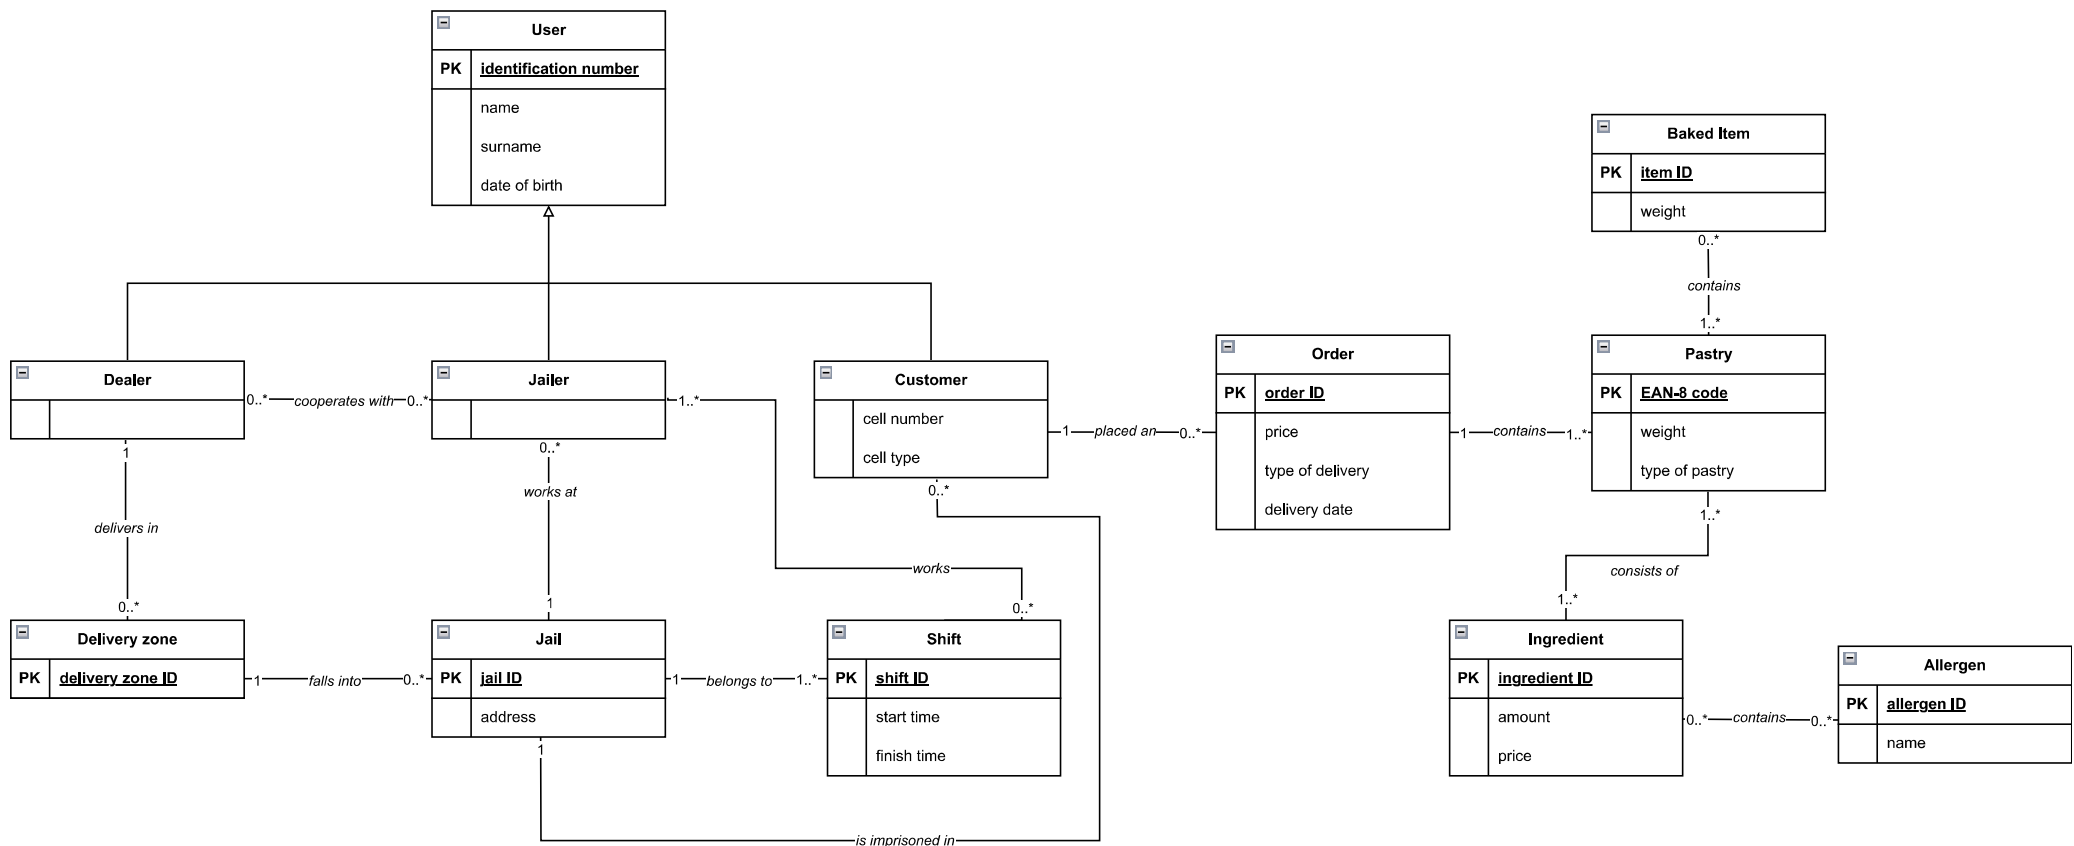 User
PK identification number
name
surname
date of birth
Baked Item
PK item ID
weight
0..*
contains
1..*
Dealer
0..* cooperates with 0..*
Jailer
1..*
Customer
cell number
cell type
1 placed an 0..*
Order
PK order ID
price
type of delivery
delivery date
1 contains 1..*
Pastry
PK EAN-8 code
weight
type of pastry
1
delivers in
0..*
0..*
works at
1
works
0..*
0..*
1..*
consists of
1..*
Delivery zone
PK delivery zone ID
1 falls into 0..*
Jail
PK jail ID
address
1 belongs to 1..*
Shift
PK shift ID
start time
finish time
1
is imprisoned in
Ingredient
PK ingredient ID
amount
price
0..* contains 0..*
Allergen
PK allergen ID
name